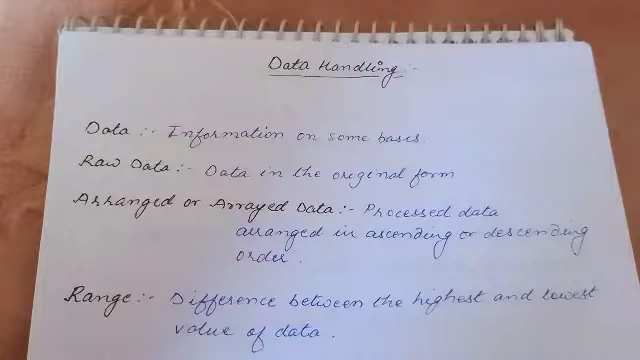 Data Handling :-
Data :- Information on some basis.
Raw Data :- Data in the original form
Arranged or Arrayed Data :- Processed data
arranged in ascending or descending
order.
Range :- Difference between the highest and lowest
value of data.